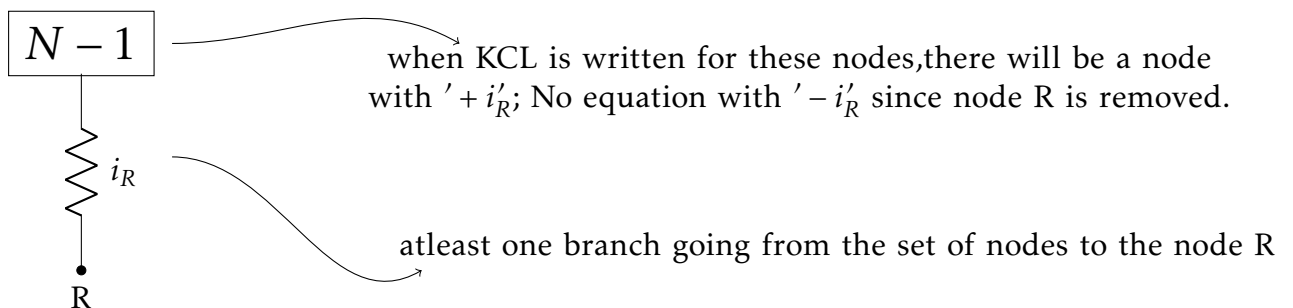 N – 1
when KCL is written for these nodes,there will be a node
with ′ + i′_R; No equation with ′ – i′_R since node R is removed.
i_R
atleast one branch going from the set of nodes to the node R
R